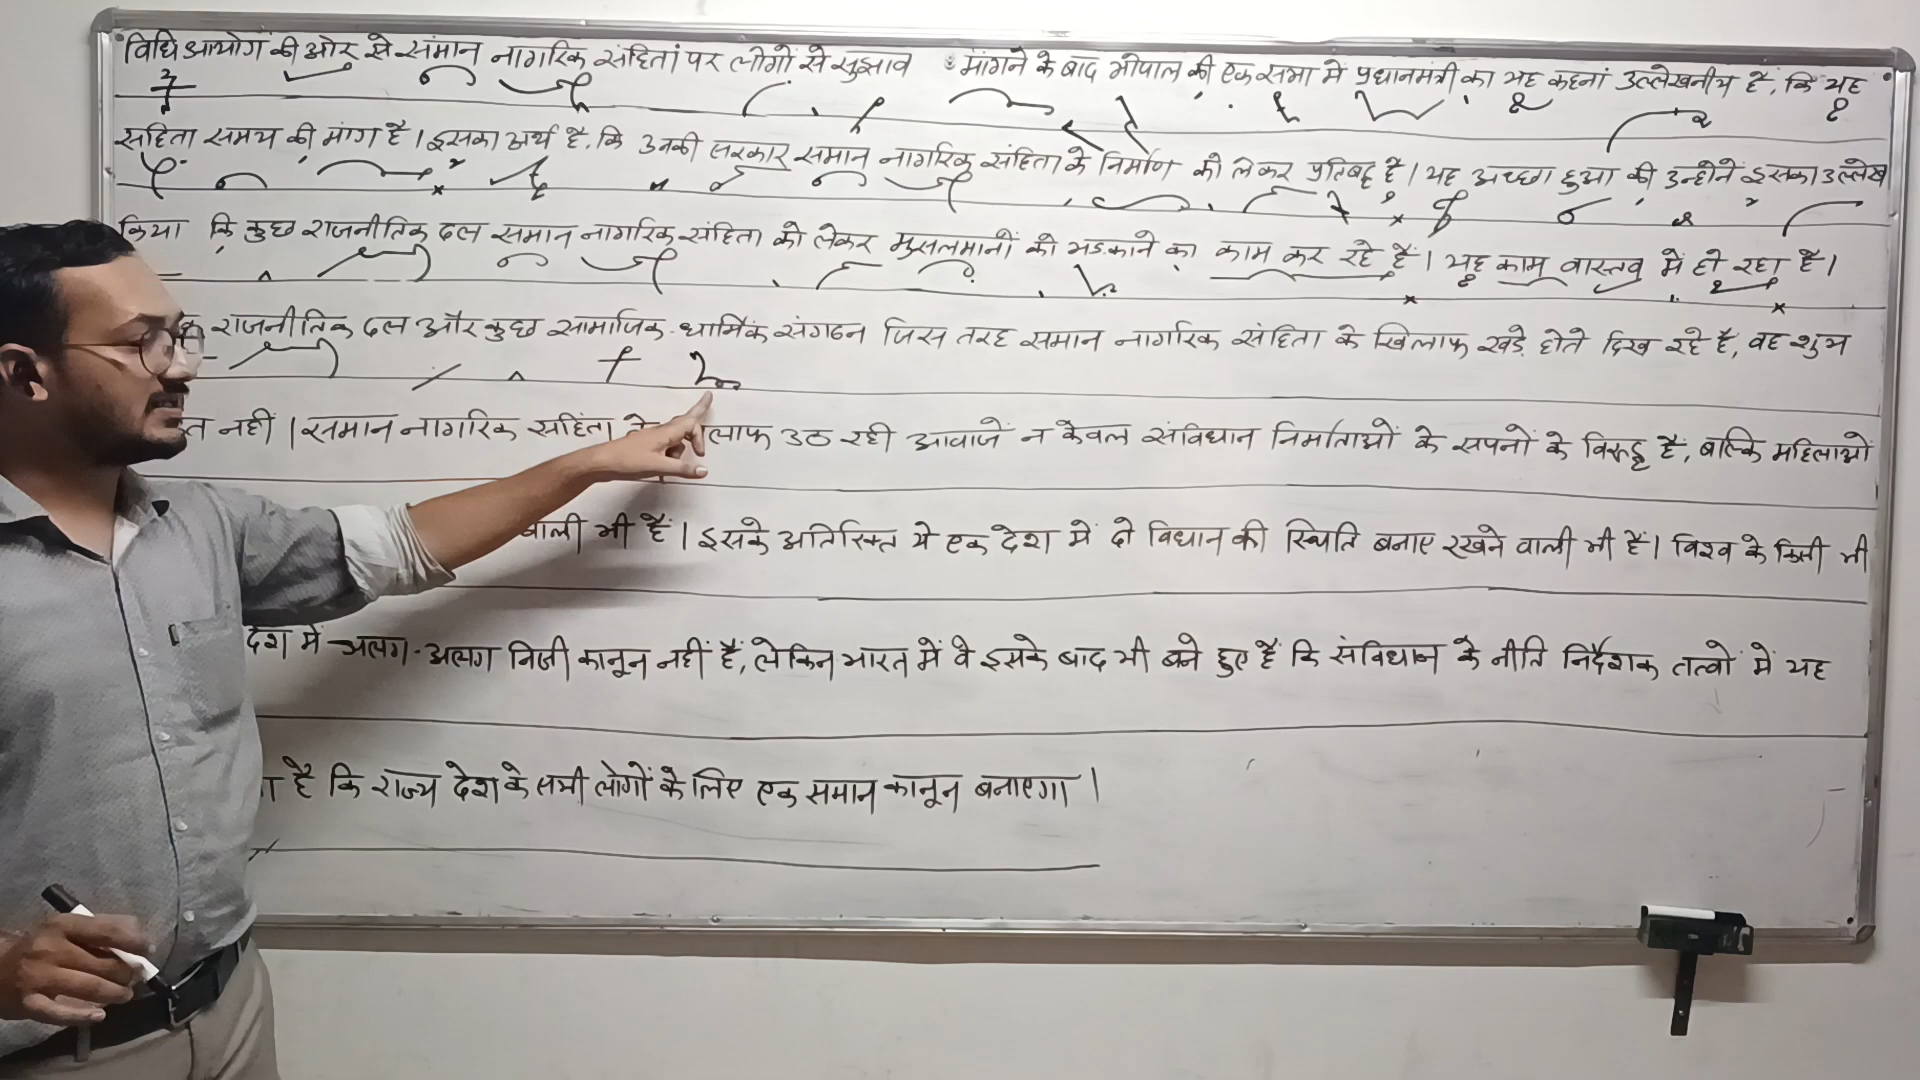 विधि आयोग की ओर से समान नागरिक संहिता पर लोगों से सुझाव मांगने के बाद भोपाल की एक सभा में प्रधानमंत्री का यह कहना उल्लेखनीय है, कि यह
संहिता समय की मांग है। इसका अर्थ है, कि उनकी सरकार समान नागरिक संहिता के निर्माण को लेकर प्रतिबद्ध है। यह अच्छा हुआ की उन्होंने इसका उल्लेख
किया कि कुछ राजनीतिक दल समान नागरिक संहिता को लेकर मुसलमानों को भड़काने का काम कर रहे हैं। यह काम वास्तव में हो रहा है।
राजनीतिक दल और कुछ सामाजिक-धार्मिक संगठन जिस तरह समान नागरिक संहिता के खिलाफ खड़े होते दिख रहे है, वह शुभ
नहीं। समान नागरिक संहिता उठ रही आवाजें न केवल संविधान निर्माताओं के सपनों के विरुद्ध है, बल्कि महिलाओं
वाली भी है। इसके अतिरिक्त ये एक देश में दो विधान की स्थिति बनाए रखने वाली भी है। विश्व के किसी भी
देश में अलग-अलग निजी कानून नहीं हैं, लेकिन भारत में वे इसके बाद भी बने हुए हैं कि संविधान के नीति निर्देशक तत्वों में यह
है कि राज्य देश के सभी लोगों के लिए एक समान कानून बनाएगा।